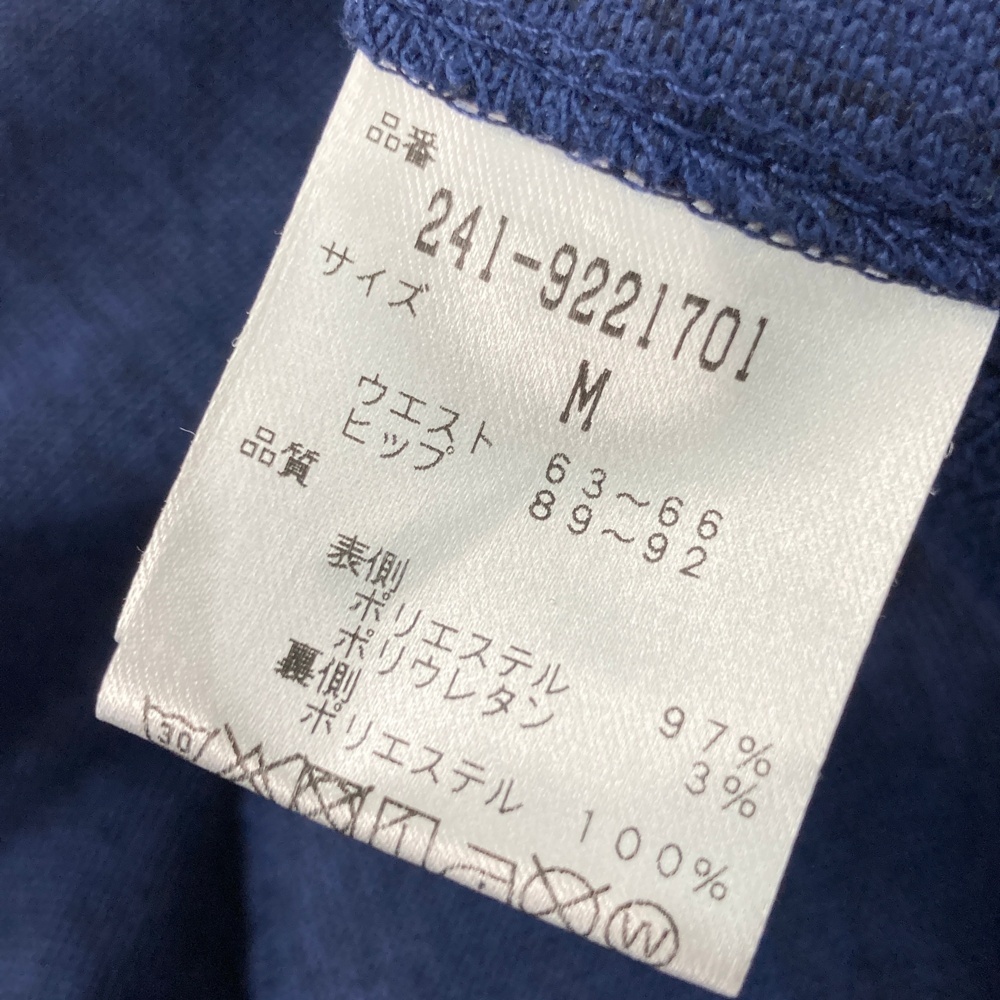 品番
241-9221701
サイズ
M
ウエスト 63~66
ヒップ 89~92
品質
表側
ポリエステル 97%
ポリウレタン 3%
裏側
ポリエステル 100%
30
W